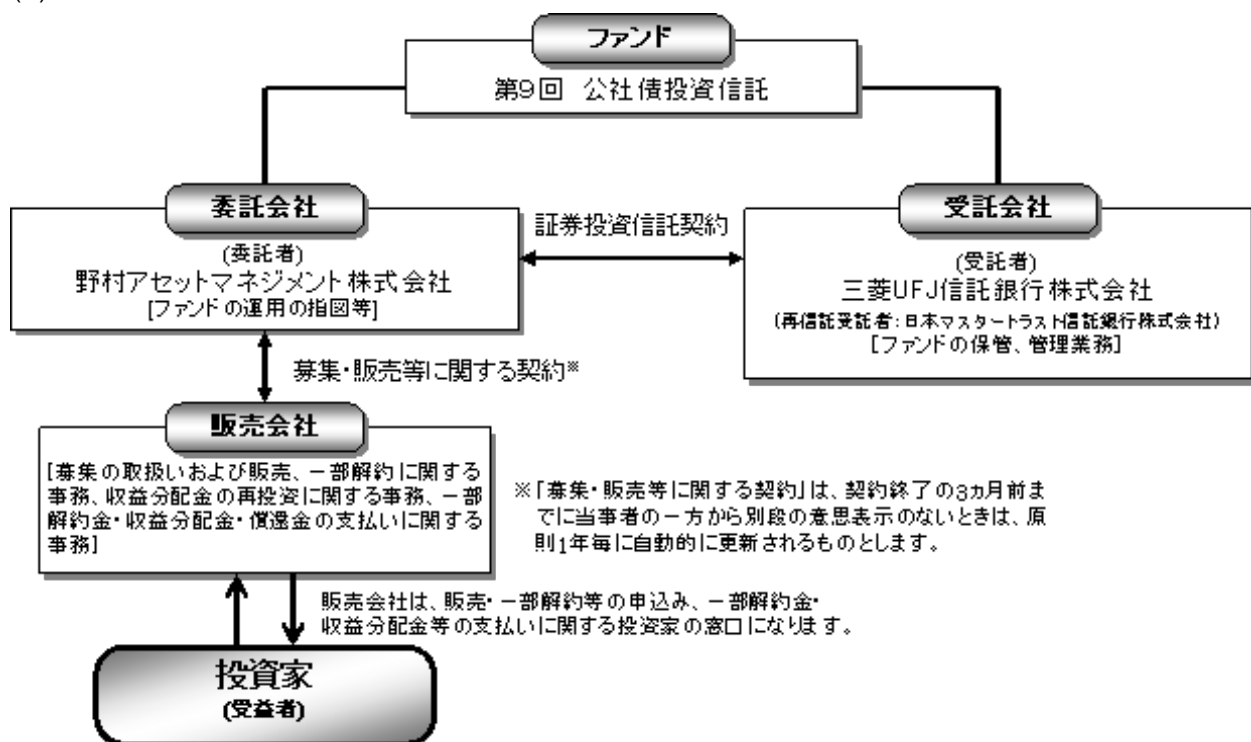 ファンド
第9回 公社債投資信託
委託会社
(委託者)
野村アセットマネジメント株式会社
[ファンドの運用の指図等]
証券投資信託契約
受託会社
(受託者)
三菱UFJ信託銀行株式会社
(再信託受託者:日本マスタートラスト信託銀行株式会社)
[ファンドの保管、管理業務]
募集・販売等に関する契約※
販売会社
[募集の取扱いおよび販売、一部解約に関する
事務、収益分配金の再投資に関する事務、一部
解約金・収益分配金・償還金の支払いに関する
事務]
※「募集・販売等に関する契約」は、契約終了の3ヵ月前ま
でに当事者の一方から別段の意思表示のないときは、原
則1年毎に自動的に更新されるものとします。
販売会社は、販売・一部解約等の申込み、一部解約金・
収益分配金等の支払いに関する投資家の窓口になります。
投資家
(受益者)